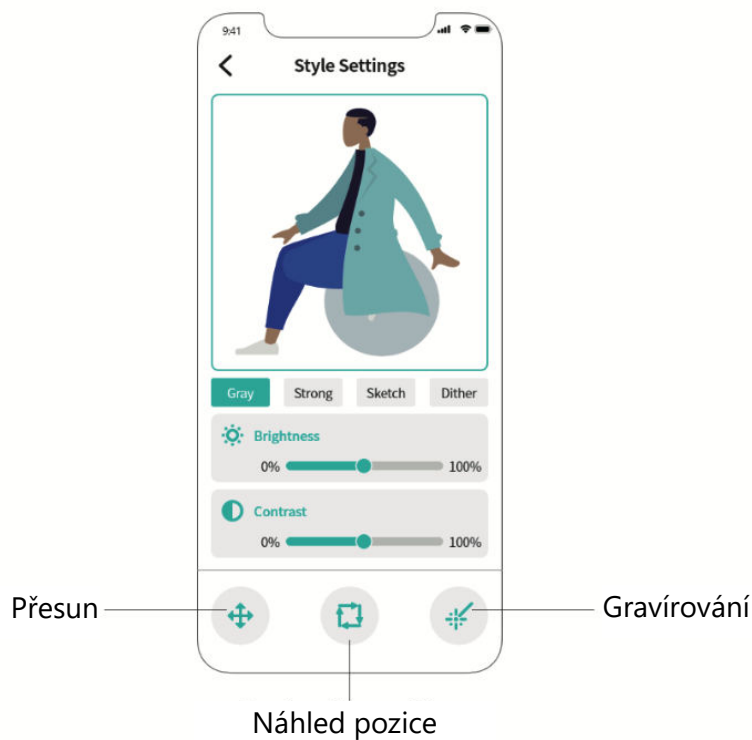 9:41
Style Settings
Gray Strong Sketch Dither
Brightness
0% 100%
Contrast
0% 100%
Přesun
Gravírování
Náhled pozice